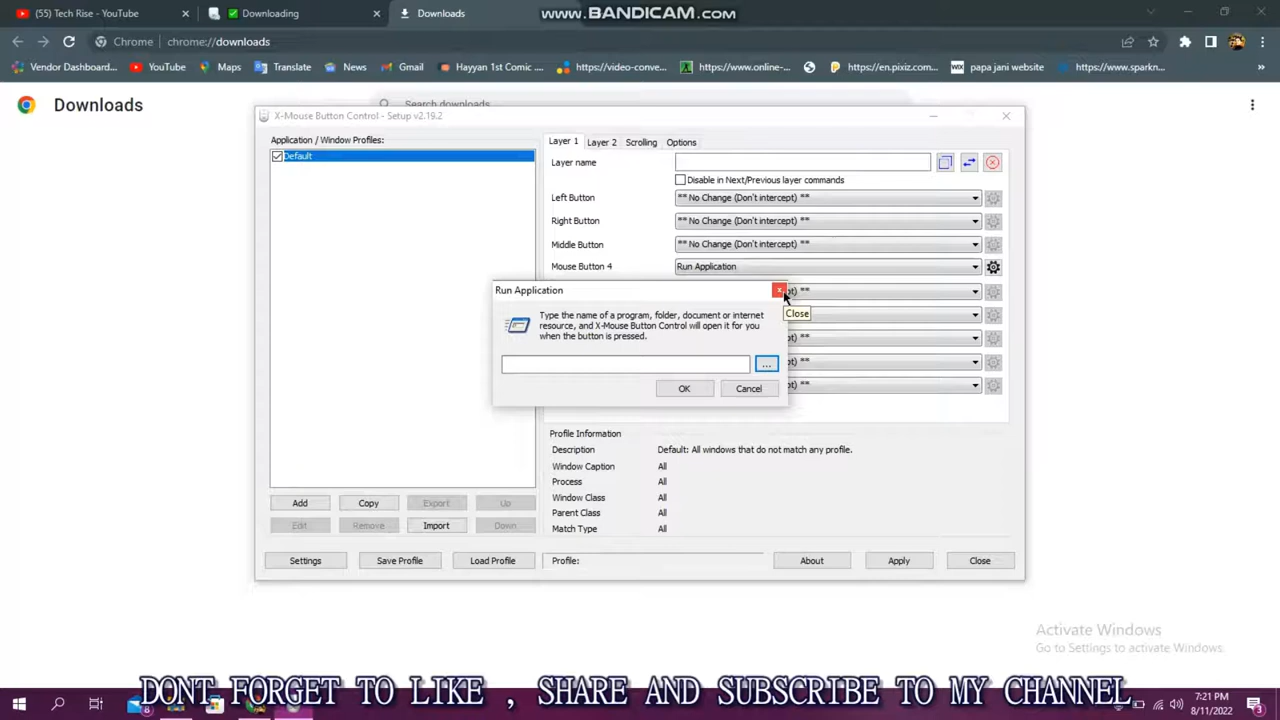 (5) Tech Rise - YouTube
Downloading
Downloads
WWW.BANDICAM.COM
Chrome
chrome://downloads
Vendor Dashboard...
YouTube
Maps
Translate
News
Gmail
Hayyan 1st Comic ...
https://video-conve...
https://www.online-...
https://en.pixiz.com...
papa jani website
https://www.sparkn...
»
Downloads
Search downloads
X-Mouse Button Control - Setup v2.19.2
Application / Window Profiles:
Default
Layer 1
Layer 2
Scrolling
Options
Layer name
Disable in Next/Previous layer commands
Left Button
** No Change (Don't intercept) **
Right Button
** No Change (Don't intercept) **
Middle Button
** No Change (Don't intercept) **
Mouse Button 4
Run Application
Run Application
Type the name of a program, folder, document or internet
resource, and X-Mouse Button Control will open it for you
when the button is pressed.
...
OK
Cancel
Close
pt) **
pt) **
pt) **
pt) **
pt) **
Profile Information
Description
Default: All windows that do not match any profile.
Window Caption
All
Process
All
Window Class
All
Parent Class
All
Match Type
All
Add
Copy
Export
Up
Edit
Remove
Import
Down
Settings
Save Profile
Load Profile
Profile:
About
Apply
Close
Activate Windows
Go to Settings to activate Windows.
DONT FORGET TO LIKE , SHARE AND SUBSCRIBE TO MY CHANNEL
8
7:21 PM
8/11/2022
3